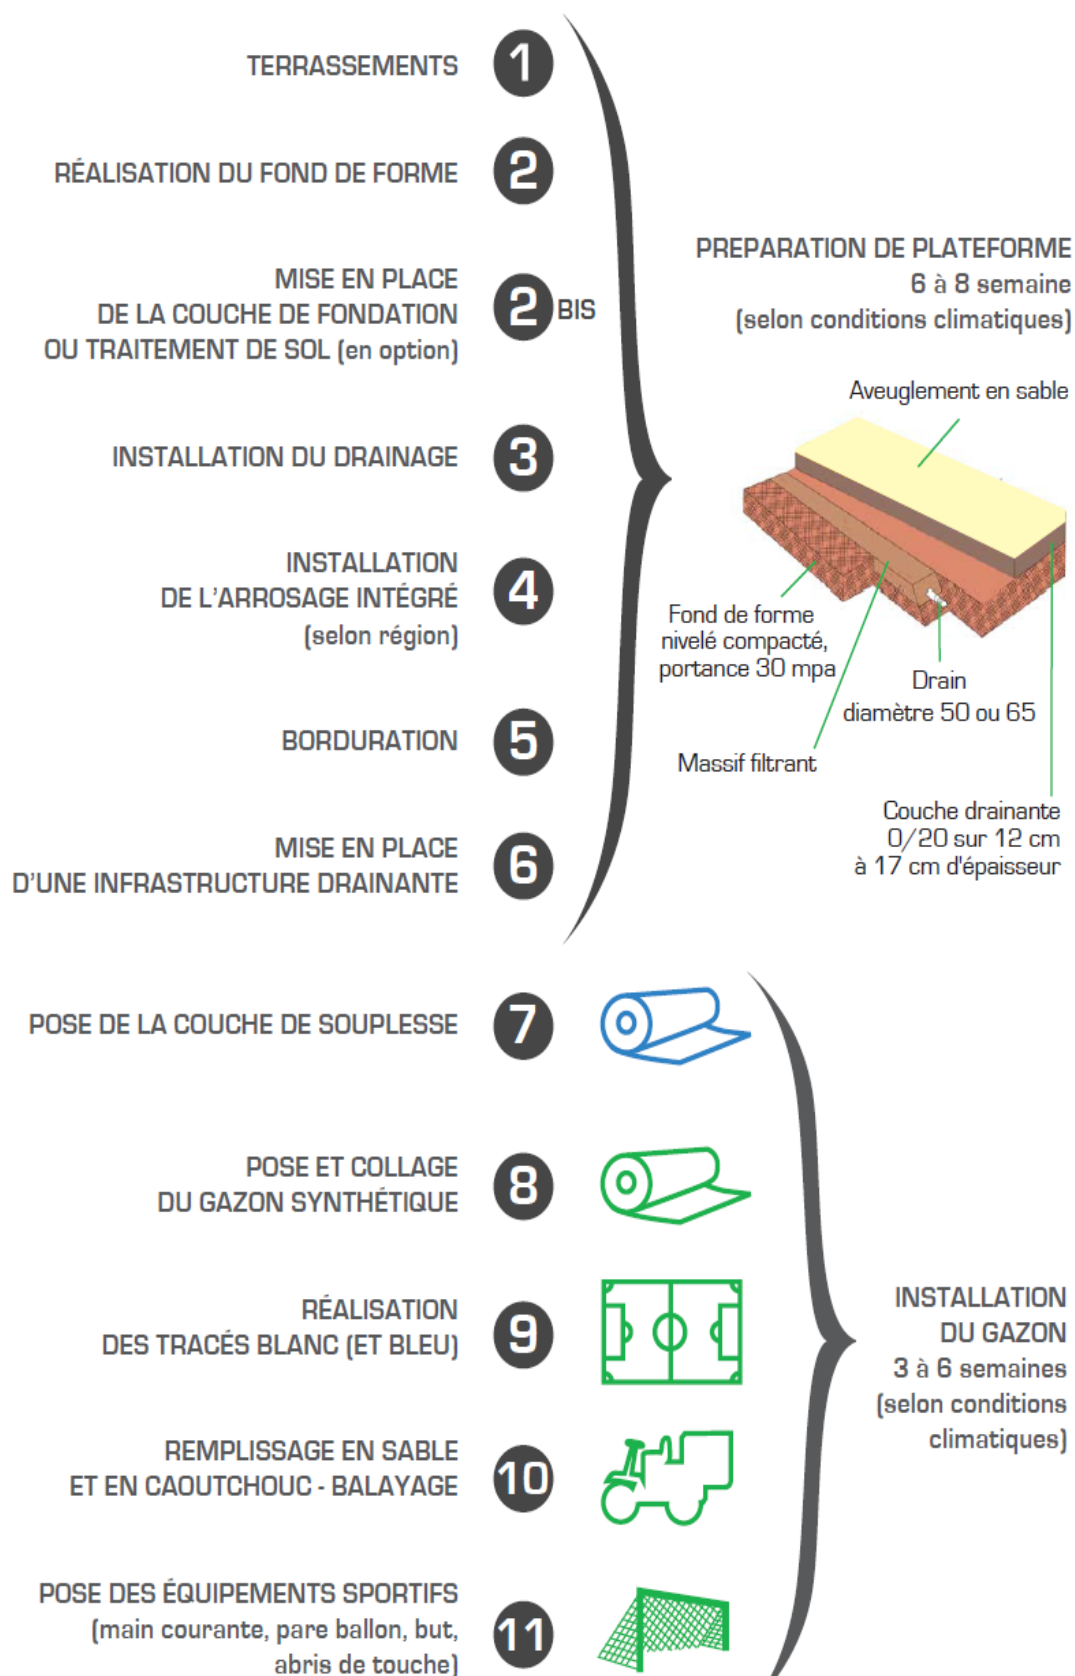 TERRASSEMENTS
1
RÉALISATION DU FOND DE FORME
2
MISE EN PLACE
DE LA COUCHE DE FONDATION
OU TRAITEMENT DE SOL (en option)
2 BIS
INSTALLATION DU DRAINAGE
3
INSTALLATION
DE L'ARROSAGE INTÉGRÉ
(selon région)
4
BORDURATION
5
MISE EN PLACE
D'UNE INFRASTRUCTURE DRAINANTE
6
PREPARATION DE PLATEFORME
6 à 8 semaine
(selon conditions climatiques)
Aveuglement en sable
Fond de forme
nivelé compacté,
portance 30 mpa
Drain
diamètre 50 ou 65
Massif filtrant
Couche drainante
0/20 sur 12 cm
à 17 cm d'épaisseur
POSE DE LA COUCHE DE SOUPLESSE
7
POSE ET COLLAGE
DU GAZON SYNTHÉTIQUE
8
RÉALISATION
DES TRACÉS BLANC (ET BLEU)
9
REMPLISSAGE EN SABLE
ET EN CAOUTCHOUC - BALAYAGE
10
POSE DES ÉQUIPEMENTS SPORTIFS
(main courante, pare ballon, but,
abris de touche)
11
INSTALLATION
DU GAZON
3 à 6 semaines
(selon conditions
climatiques)